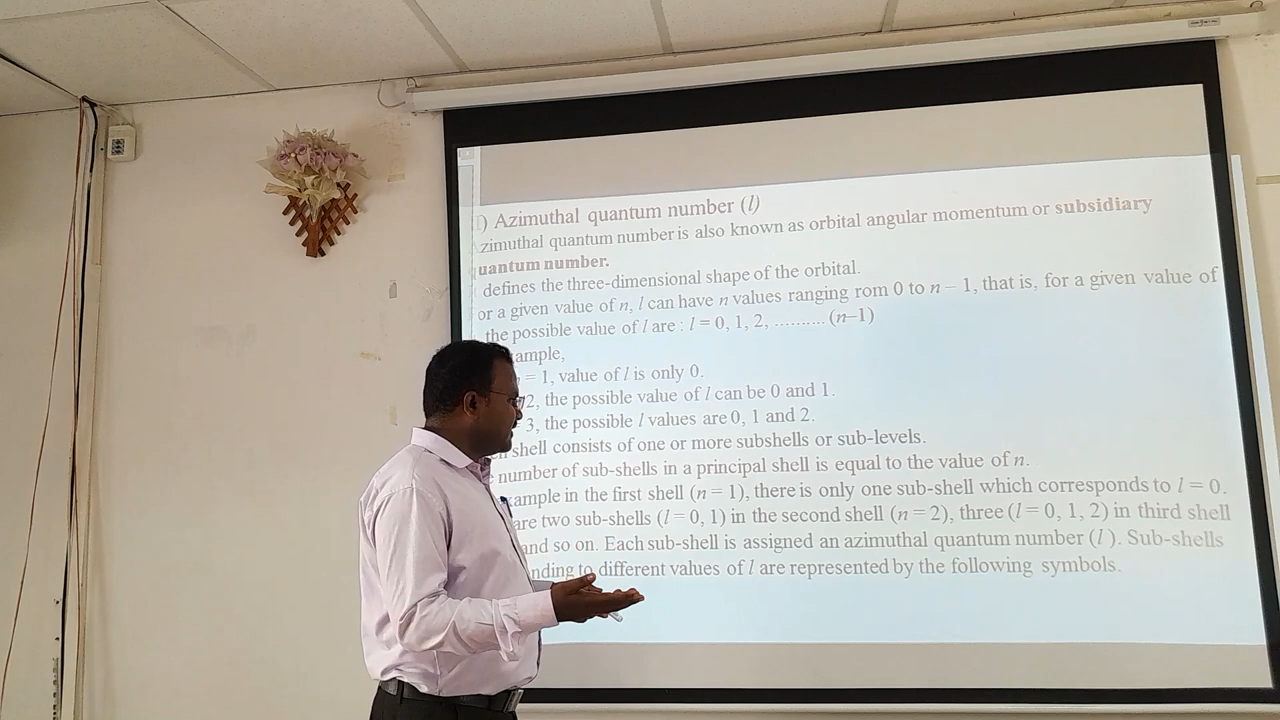 ) Azimuthal quantum number (l)
zimuthal quantum number is also known as orbital angular momentum or subsidiary
uantum number.
defines the three-dimensional shape of the orbital.
or a given value of n, l can have n values ranging rom 0 to n – 1, that is, for a given value of
the possible value of l are : l = 0, 1, 2, .......... (n–1)
ample,
= 1, value of l is only 0.
2, the possible value of l can be 0 and 1.
3, the possible l values are 0, 1 and 2.
shell consists of one or more subshells or sub-levels.
number of sub-shells in a principal shell is equal to the value of n.
xample in the first shell (n = 1), there is only one sub-shell which corresponds to l = 0.
are two sub-shells (l = 0, 1) in the second shell (n = 2), three (l = 0, 1, 2) in third shell
and so on. Each sub-shell is assigned an azimuthal quantum number (l ). Sub-shells
nding to different values of l are represented by the following symbols.